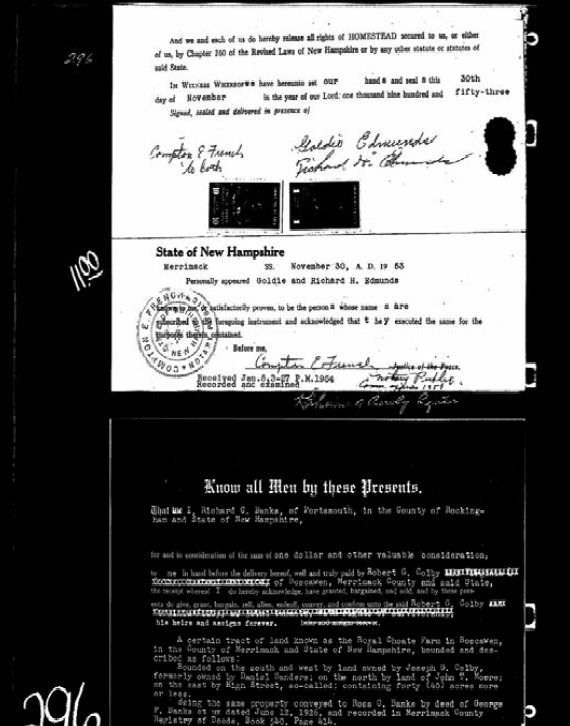 296
And we and each of us do hereby release all rights of HOMESTEAD secured to us, or either
of us, by Chapter 260 of the Revised Laws of New Hampshire or by any other statute or statutes of
said State.
IN WITNESS WHEREOF we have hereunto set our hand s and seal s this 30th
day of November in the year of our Lord, one thousand nine hundred and fifty-three
Signed, sealed and delivered in presence of
Compton E French
to both
Goldie Edmunds
Richard H. Edmunds
1100
State of New Hampshire
Merrimack SS. November 30, A. D. 19 53
Personally appeared Goldie and Richard H. Edmunds
known to me, or satisfactorily proven, to be the person s whose name s are
subscribed to the foregoing instrument and acknowledged that t hey executed the same for the
purposes therein contained.
Before me,
Compton E French Justice of the Peace.
Notary Public
COMPTON E. FRENCH
NEW HAMP
Received Jan. 8, 3-27 P.M. 1954
Recorded and examined
Register
Know all Men by these Presents,
That I, Richard G. Banks, of Portsmouth, in the County of Rocking-
ham and State of New Hampshire,
for and in consideration of the sum of one dollar and other valuable consideration,
to me in hand before the delivery hereof, well and truly paid by Robert G. Colby
of Boscawen, Merrimack County and said State,
the receipt whereof I do hereby acknowledge, have granted, bargained, and sold, and by these pres-
ents do give, grant, bargain, sell, alien, enfeoff, convey, and confirm unto the said Robert G. Colby
his heirs and assigns forever.
A certain tract of land known as the Royal Choate Farm in Boscawen,
in the County of Merrimack and State of New Hampshire, bounded and des-
cribed as follows:
Bounded on the south and west by land owned by Joseph G. Colby,
formerly owned by Daniel Sanders; on the north by land of John T. Moore;
on the east by High Street, so-called; containing forty (40) acres more
or less.
Being the same property conveyed to Ross C. Banks by deed of George
F. Banks et ux dated June 12, 1926, and recorded in Merrimack County
Registry of Deeds, Book 540, Page 414.
296